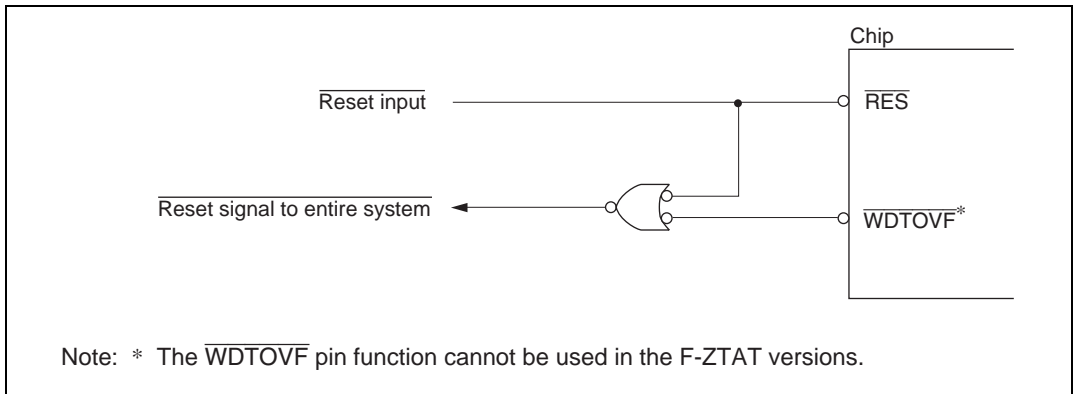 Chip
Reset input
RES
Reset signal to entire system
WDTOVF*
Note: * The WDTOVF pin function cannot be used in the F-ZTAT versions.